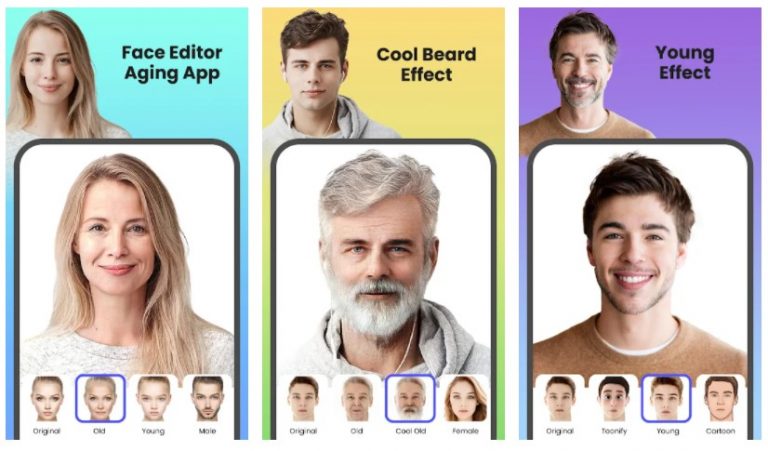 Face Editor
Aging App
Original
Old
Young
Male
Cool Beard
Effect
Original
Old
Cool Old
Female
Young
Effect
Original
Toonify
Young
Cartoon